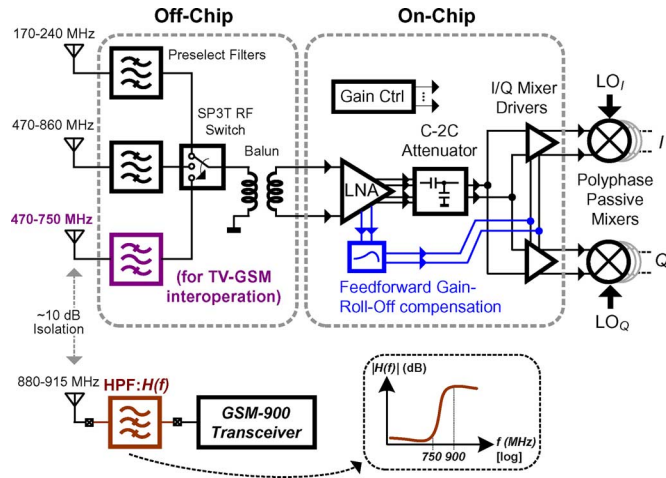 Off-Chip
On-Chip
170-240 MHz
Preselect Filters
SP3T RF
Switch
470-860 MHz
Balun
470-750 MHz
(for TV-GSM
interoperation)
Gain Ctrl
I/Q Mixer
Drivers
C-2C
Attenuator
LNA
Feedforward Gain-
Roll-Off compensation
LOI
I
Polyphase
Passive
Mixers
Q
LOQ
~10 dB
Isolation
880-915 MHz
HPF:H(f)
GSM-900
Transceiver
|H(f)| (dB)
f (MHz)
750 900
[log]